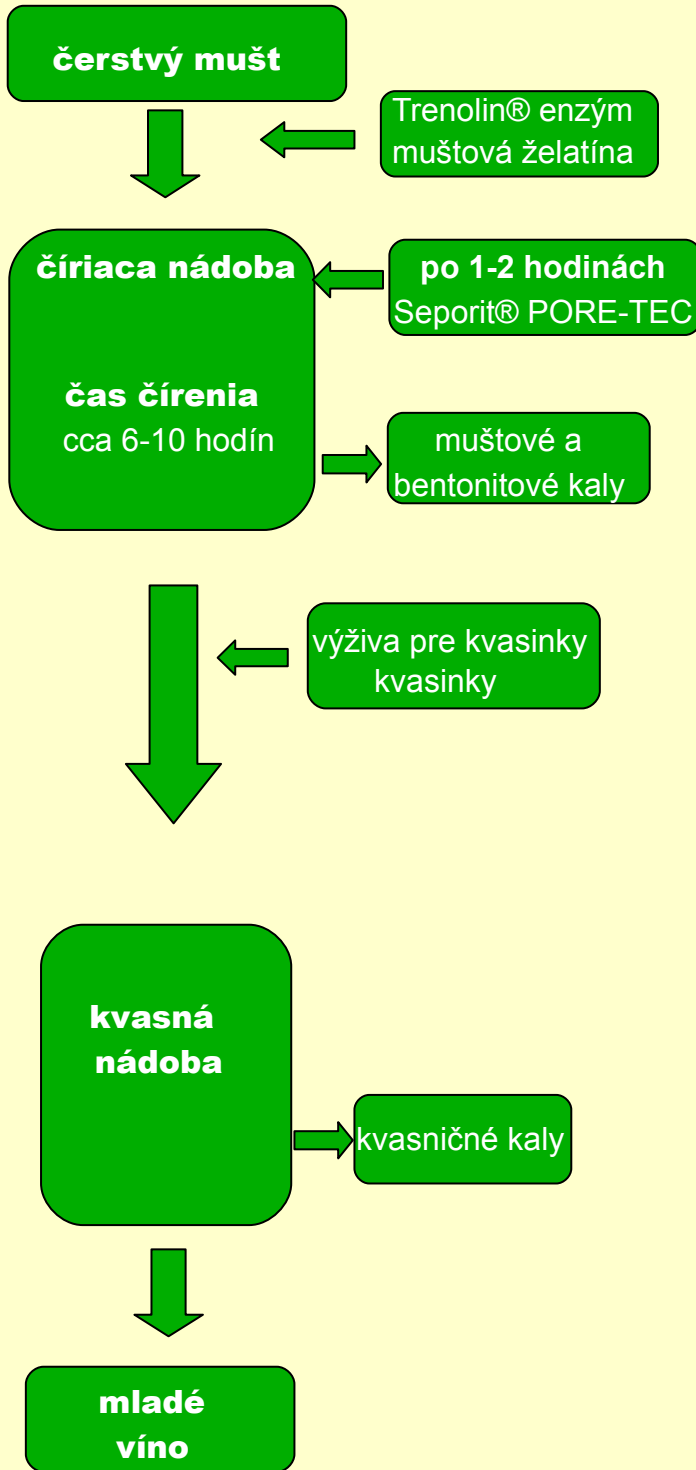 čerstvý mušt
Trenolin® enzým
muštová želatína
číriaca nádoba
po 1-2 hodinách
Seporit® PORE-TEC
čas čírenia
cca 6-10 hodín
muštové a
bentonitové kaly
výživa pre kvasinky
kvasinky
kvasná
nádoba
kvasničné kaly
mladé
víno